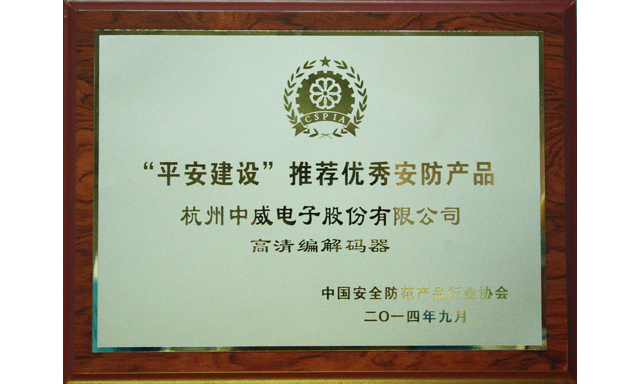 CSPIA
“平安建设”推荐优秀安防产品
杭州中威电子股份有限公司
高清编解码器
中国安全防范产品行业协会
二〇一四年九月